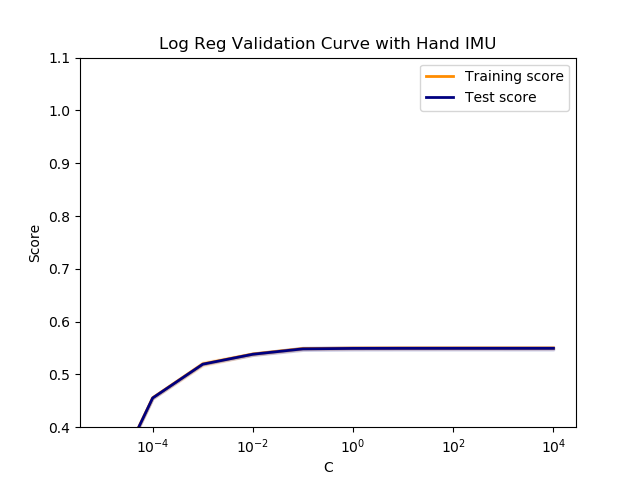 Log Reg Validation Curve with Hand IMU
Training score
Test score
1.1
1.0
0.9
0.8
0.7
0.6
0.5
0.4
Score
10⁻⁴
10⁻²
10⁰
10²
10⁴
C